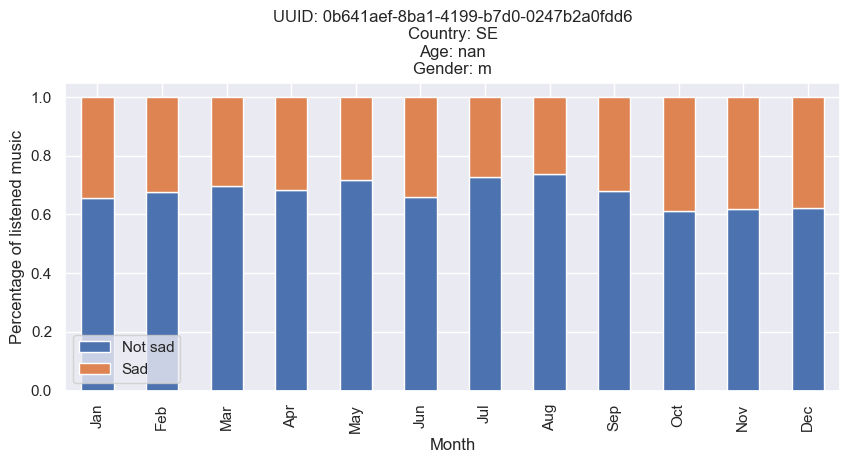 UUID: 0b641aef-8ba1-4199-b7d0-0247b2a0fdd6
Country: SE
Age: nan
Gender: m
Percentage of listened music
1.0
0.8
0.6
0.4
0.2
0.0
Not sad
Sad
Jan
Feb
Mar
Apr
May
Jun
Jul
Aug
Sep
Oct
Nov
Dec
Month